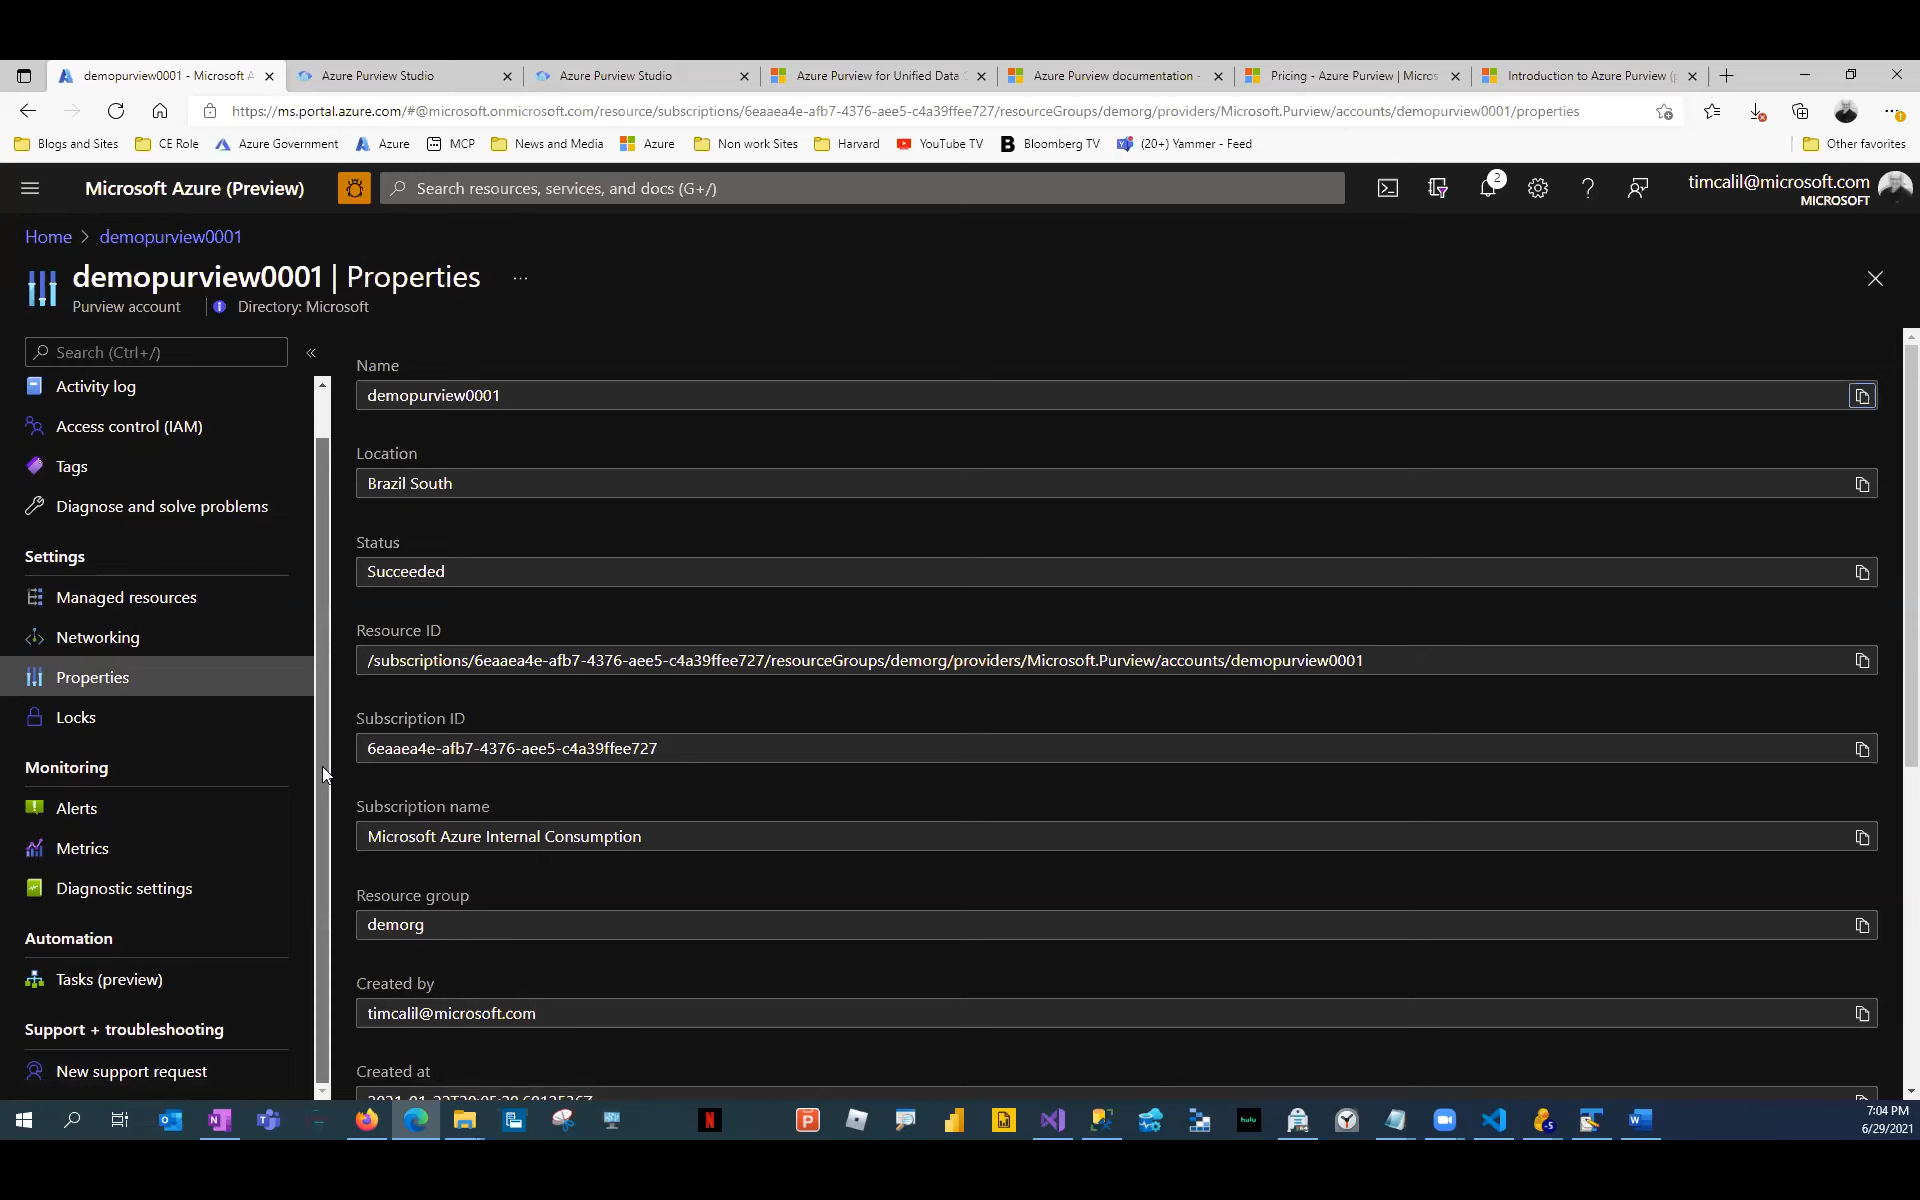 demopurview0001 - Microsoft A
Azure Purview Studio
Azure Purview Studio
Azure Purview for Unified Data
Azure Purview documentation -
Pricing - Azure Purview | Micros
Introduction to Azure Purview (p
https://ms.portal.azure.com/#@microsoft.onmicrosoft.com/resource/subscriptions/6eaaea4e-afb7-4376-aee5-c4a39ffee727/resourceGroups/demorg/providers/Microsoft.Purview/accounts/demopurview0001/properties
Blogs and Sites
CE Role
Azure Government
Azure
MCP
News and Media
Azure
Non work Sites
Harvard
YouTube TV
Bloomberg TV
(20+) Yammer - Feed
Other favorites
Microsoft Azure (Preview)
Search resources, services, and docs (G+/)
2
timcalil@microsoft.com
MICROSOFT
Home > demopurview0001
demopurview0001 | Properties ...
Purview account
Directory: Microsoft
Search (Ctrl+/)
«
Activity log
Access control (IAM)
Tags
Diagnose and solve problems
Settings
Managed resources
Networking
Properties
Locks
Monitoring
Alerts
Metrics
Diagnostic settings
Automation
Tasks (preview)
Support + troubleshooting
New support request
Name
demopurview0001
Location
Brazil South
Status
Succeeded
Resource ID
/subscriptions/6eaaea4e-afb7-4376-aee5-c4a39ffee727/resourceGroups/demorg/providers/Microsoft.Purview/accounts/demopurview0001
Subscription ID
6eaaea4e-afb7-4376-aee5-c4a39ffee727
Subscription name
Microsoft Azure Internal Consumption
Resource group
demorg
Created by
timcalil@microsoft.com
Created at
hulu
7:04 PM
6/29/2021